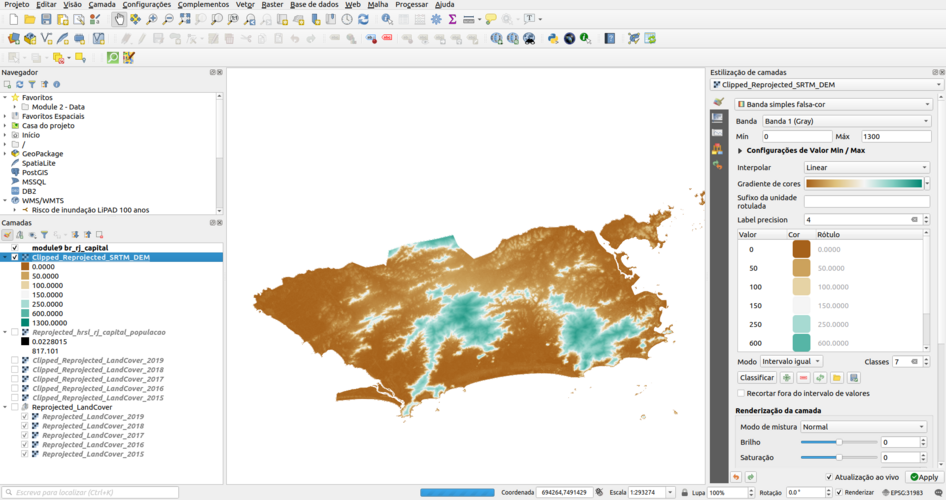 Projeto Editar Visão Camada Configurações Complementos Vetor Raster Base de dados Web Malha Processar Ajuda
Navegador
Favoritos
Module 2 - Data
Favoritos Espaciais
Casa do projeto
Início
/
GeoPackage
SpatiaLite
PostGIS
MSSQL
DB2
WMS/WMTS
Risco de inundação LiPAD 100 anos
Camadas
module9 br_rj_capital
Clipped_Reprojected_SRTM_DEM
0.0000
50.0000
100.0000
150.0000
250.0000
600.0000
1300.0000
Reprojected_hrsl_rj_capital_populacao
0.0228015
817.101
Clipped_Reprojected_LandCover_2019
Clipped_Reprojected_LandCover_2018
Clipped_Reprojected_LandCover_2017
Clipped_Reprojected_LandCover_2016
Clipped_Reprojected_LandCover_2015
Reprojected_LandCover
Reprojected_LandCover_2019
Reprojected_LandCover_2018
Reprojected_LandCover_2017
Reprojected_LandCover_2016
Reprojected_LandCover_2015
Estilização de camadas
Clipped_Reprojected_SRTM_DEM
Banda simples falsa-cor
Banda Banda 1 (Gray)
Mín 0 Máx 1300
Configurações de Valor Min / Max
Interpolar Linear
Gradiente de cores
Sufixo da unidade rotulada
Label precision 4
Valor Cor Rótulo
0 0.0000
50 50.0000
100 100.0000
150 150.0000
250 250.0000
600 600.0000
Modo Intervalo igual Classes 7
Classificar
Recortar fora do intervalo de valores
Renderização da camada
Modo de mistura Normal
Brilho 0
Saturação 0
Atualização ao vivo Apply
Escreva para localizar (Ctrl+K) Coordenada 694264,7491429 Escala 1:293274 Lupa 100% Rotação 0.0 ° Renderizar EPSG:31983